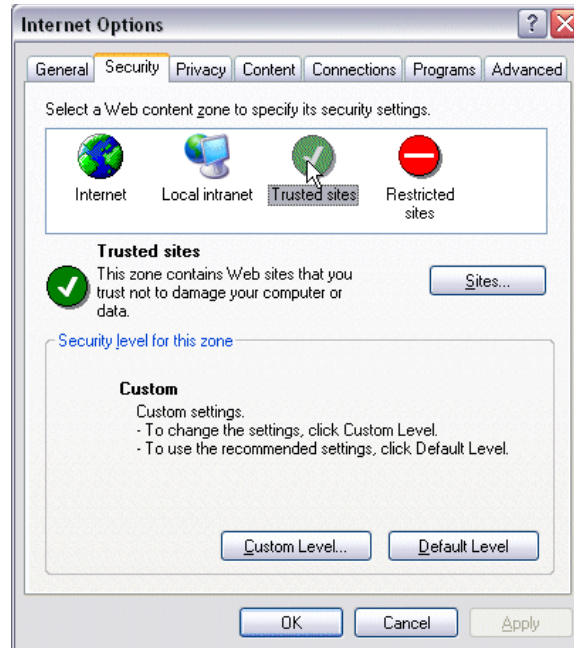 Internet Options
General Security Privacy Content Connections Programs Advanced
Select a Web content zone to specify its security settings.
Internet Local intranet Trusted sites Restricted
sites
Trusted sites
This zone contains Web sites that you
trust not to damage your computer or
data.
Sites...
Security level for this zone
Custom
Custom settings.
- To change the settings, click Custom Level.
- To use the recommended settings, click Default Level.
Custom Level... Default Level
OK Cancel Apply